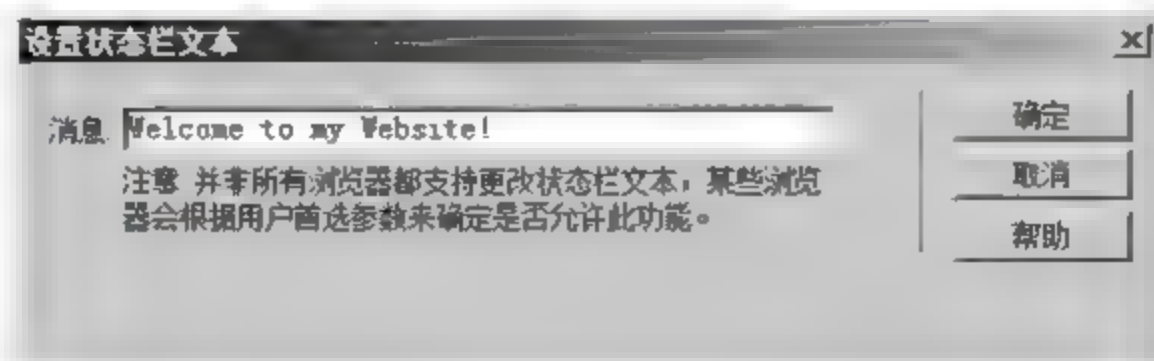 设置状态栏文本
消息 Welcome to my Website!
注意 并非所有浏览器都支持更改状态栏文本，某些浏览
器会根据用户首选参数来确定是否允许此功能。
确定
取消
帮助